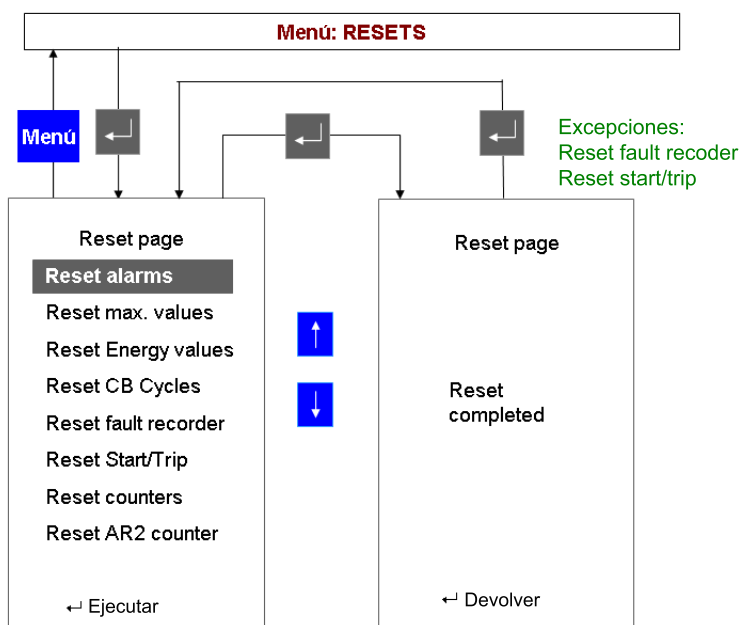 Menú: RESETS
Menú
Excepciones:
Reset fault recoder
Reset start/trip
Reset page
Reset alarms
Reset max. values
Reset Energy values
Reset CB Cycles
Reset fault recorder
Reset Start/Trip
Reset counters
Reset AR2 counter
↵ Ejecutar
Reset page
Reset
completed
↵ Devolver